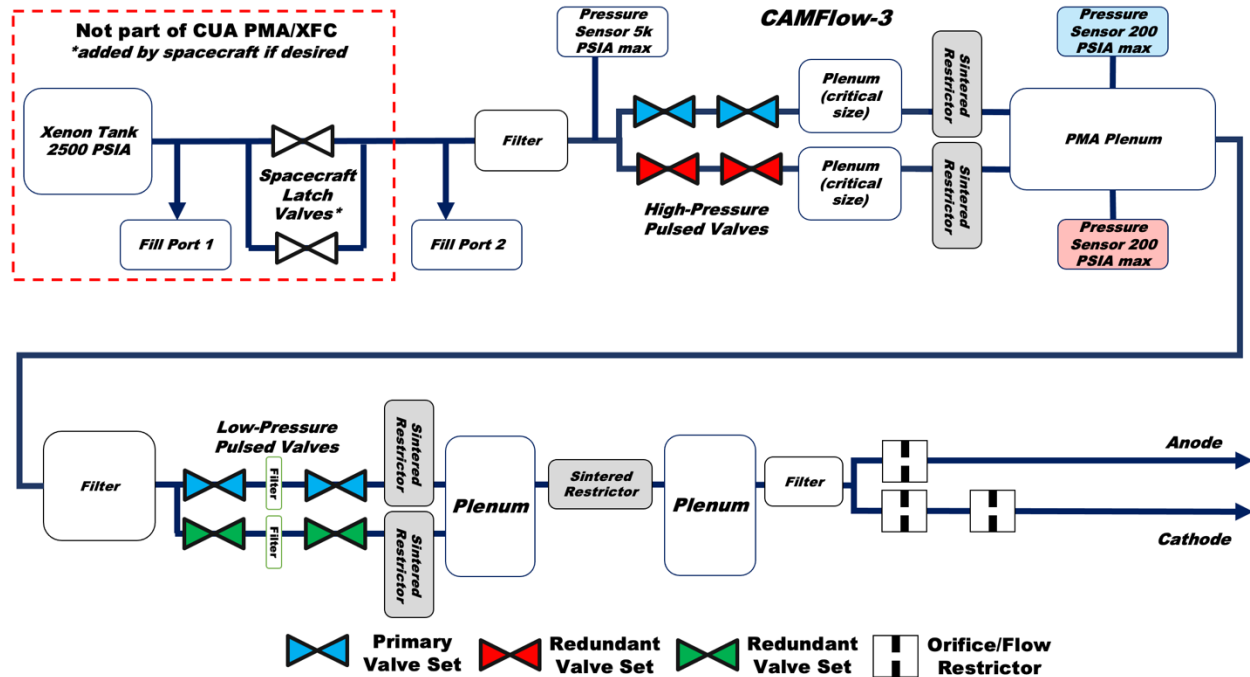 Not part of CUA PMA/XFC
*added by spacecraft if desired
Xenon Tank
2500 PSIA
Spacecraft
Latch
Valves*
Fill Port 1
Fill Port 2
Filter
Pressure
Sensor 5k
PSIA max
CAMFlow-3
Plenum
(critical
size)
Sintered
Restrictor
Plenum
(critical
size)
Sintered
Restrictor
High-Pressure
Pulsed Valves
Pressure
Sensor 200
PSIA max
PMA Plenum
Pressure
Sensor 200
PSIA max
Filter
Low-Pressure
Pulsed Valves
Filter
Filter
Sintered
Restrictor
Sintered
Restrictor
Plenum
Sintered
Restrictor
Plenum
Filter
Anode
Cathode
Primary
Valve Set
Redundant
Valve Set
Redundant
Valve Set
Orifice/Flow
Restrictor